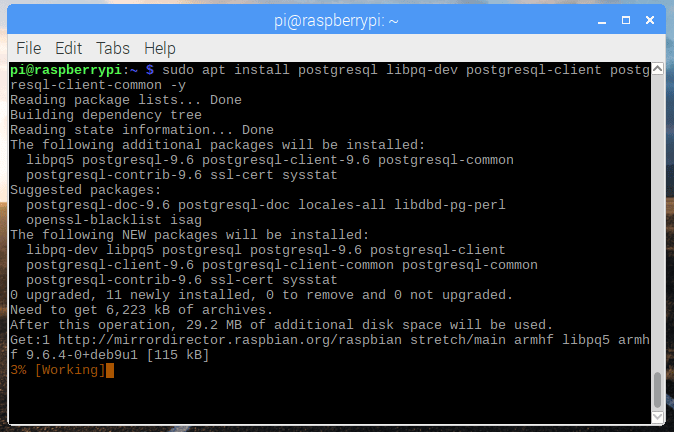 pi@raspberrypi: ~
File Edit Tabs Help
pi@raspberrypi:~ $ sudo apt install postgresql libpq-dev postgresql-client postg
resql-client-common -y
Reading package lists... Done
Building dependency tree
Reading state information... Done
The following additional packages will be installed:
  libpq5 postgresql-9.6 postgresql-client-9.6 postgresql-common
  postgresql-contrib-9.6 ssl-cert sysstat
Suggested packages:
  postgresql-doc-9.6 postgresql-doc locales-all libdbd-pg-perl
  openssl-blacklist isag
The following NEW packages will be installed:
  libpq-dev libpq5 postgresql postgresql-9.6 postgresql-client
  postgresql-client-9.6 postgresql-client-common postgresql-common
  postgresql-contrib-9.6 ssl-cert sysstat
0 upgraded, 11 newly installed, 0 to remove and 0 not upgraded.
Need to get 6,223 kB of archives.
After this operation, 29.2 MB of additional disk space will be used.
Get:1 http://mirrordirector.raspbian.org/raspbian stretch/main armhf libpq5 armh
f 9.6.4-0+deb9u1 [115 kB]
3% [Working]